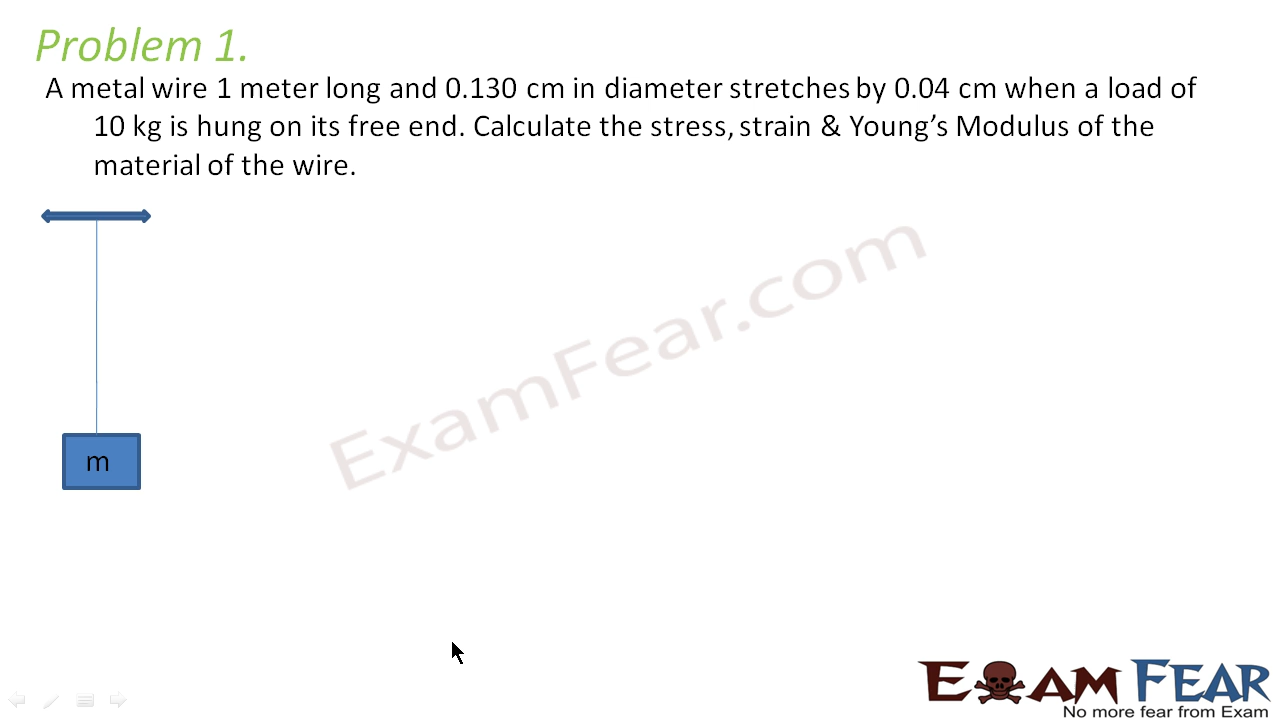 Problem 1.
A metal wire 1 meter long and 0.130 cm in diameter stretches by 0.04 cm when a load of
10 kg is hung on its free end. Calculate the stress, strain & Young’s Modulus of the
material of the wire.
ExamFear.com
m
EXAM FEAR
No more fear from Exam